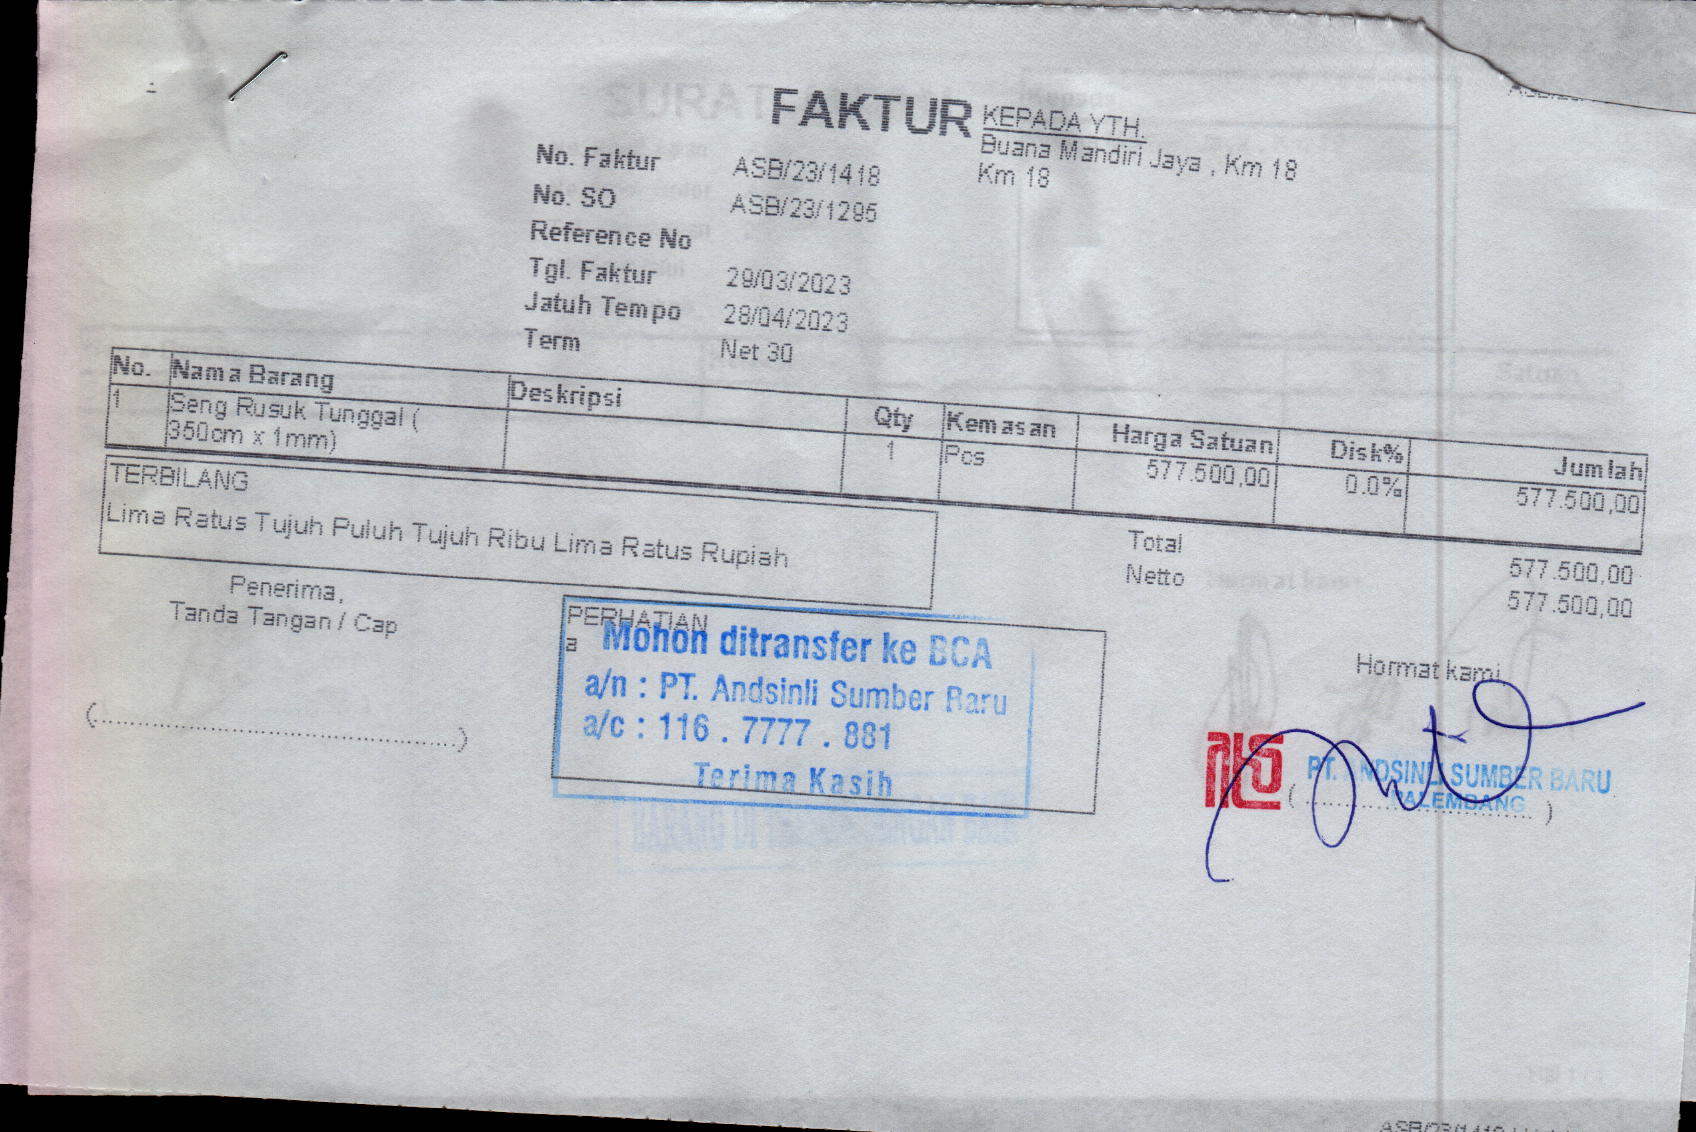 FAKTUR
KEPADA YTH.
Buana Mandiri Jaya , Km 18
Km 18
No. Faktur ASB/23/1418
No. SO ASB/23/1295
Reference No
Tgl. Faktur 29/03/2023
Jatuh Tempo 28/04/2023
Term Net 30
No. Nama Barang Deskripsi Qty Kemasan Harga Satuan Disk% Jumlah
1 Seng Rusuk Tunggal ( 1 Pcs 577.500,00 0.0% 577.500,00
350cm x 1mm)
TERBILANG
Lima Ratus Tujuh Puluh Tujuh Ribu Lima Ratus Rupiah
Total 577.500,00
Netto 577.500,00
Penerima,
Tanda Tangan / Cap
(..................................................)
PERHATIAN
a
Mohon ditransfer ke BCA
a/n : PT. Andsinli Sumber Baru
a/c : 116 . 7777 . 881
Terima Kasih
Hormat kami
PT. ANDSINLI SUMBER BARU
PALEMBANG